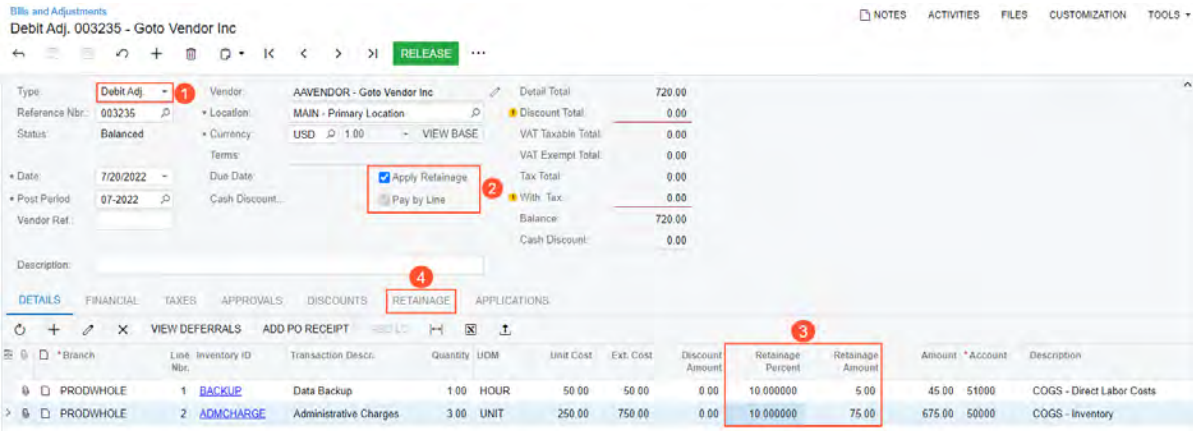 Bills and Adjustments
NOTES ACTIVITIES FILES CUSTOMIZATION TOOLS
Debit Adj. 003235 - Goto Vendor Inc
RELEASE
Type: Debit Adj. 1 Vendor: AAVENDOR - Goto Vendor Inc Detail Total: 720.00
Reference Nbr.: 003235 * Location: MAIN - Primary Location Discount Total: 0.00
Status: Balanced * Currency: USD 1.00 VIEW BASE VAT Taxable Total: 0.00
Terms: VAT Exempt Total: 0.00
* Date: 7/20/2022 Due Date: Apply Retainage Tax Total: 0.00
2
* Post Period: 07-2022 Cash Discount... Pay by Line With. Tax: 0.00
Vendor Ref.: Balance: 720.00
Cash Discount: 0.00
Description:
4
DETAILS FINANCIAL TAXES APPROVALS DISCOUNTS RETAINAGE APPLICATIONS
VIEW DEFERRALS ADD PO RECEIPT
3
* Branch Line Nbr. Inventory ID Transaction Descr. Quantity UOM Unit Cost Ext. Cost Discount Amount Retainage Percent Retainage Amount Amount * Account Description
PRODWHOLE 1 BACKUP Data Backup 1.00 HOUR 50.00 50.00 0.00 10.000000 5.00 45.00 51000 COGS - Direct Labor Costs
PRODWHOLE 2 ADMCHARGE Administrative Charges 3.00 UNIT 250.00 750.00 0.00 10.000000 75.00 675.00 50000 COGS - Inventory